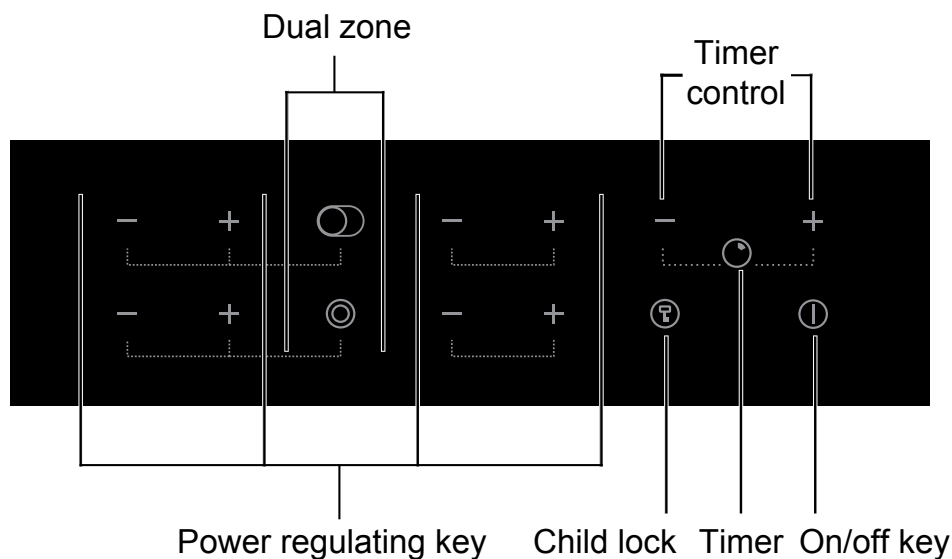 Dual zone
Timer
control
Power regulating key
Child lock
Timer
On/off key